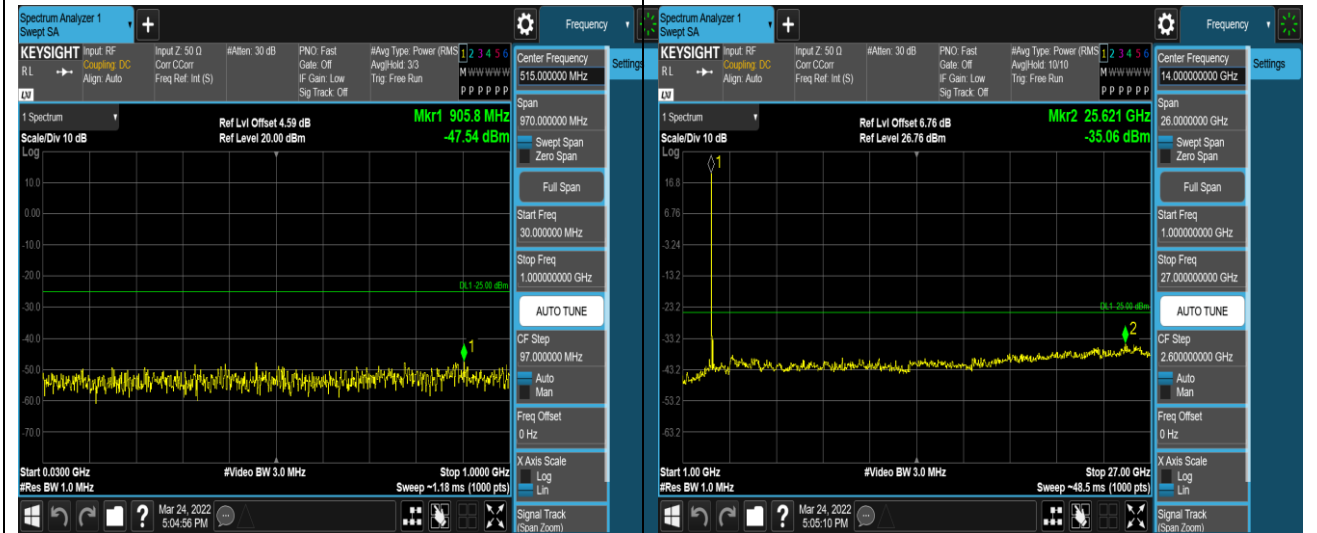 Spectrum Analyzer 1
Swept SA
+
Frequency
KEYSIGHT
RL
LXI
Input: RF
Coupling: DC
Align: Auto
Input Z: 50 Ω
Corr CCorr
Freq Ref: Int (S)
#Atten: 30 dB
PNO: Fast
Gate: Off
IF Gain: Low
Sig Track: Off
#Avg Type: Power (RMS
Avg|Hold: 3/3
Trig: Free Run
1 2 3 4 5 6
M W W W W W
P P P P P P
Center Frequency
515.000000 MHz
Settings
Span
970.000000 MHz
Swept Span
Zero Span
Full Span
Start Freq
30.000000 MHz
Stop Freq
1.000000000 GHz
AUTO TUNE
CF Step
97.000000 MHz
Auto
Man
Freq Offset
0 Hz
X Axis Scale
Log
Lin
Signal Track
(Span Zoom)
1 Spectrum
Scale/Div 10 dB
Log
Ref Lvl Offset 4.59 dB
Ref Level 20.00 dBm
Mkr1 905.8 MHz
-47.54 dBm
10.0
0.00
-10.0
-20.0
DL1 -25.00 dBm
-30.0
-40.0
1
-50.0
-60.0
-70.0
Start 0.0300 GHz
#Res BW 1.0 MHz
#Video BW 3.0 MHz
Stop 1.0000 GHz
Sweep ~1.18 ms (1000 pts)
?
Mar 24, 2022
5:04:56 PM
Spectrum Analyzer 1
Swept SA
+
Frequency
KEYSIGHT
RL
LXI
Input: RF
Coupling: DC
Align: Auto
Input Z: 50 Ω
Corr CCorr
Freq Ref: Int (S)
#Atten: 30 dB
PNO: Fast
Gate: Off
IF Gain: Low
Sig Track: Off
#Avg Type: Power (RMS
Avg|Hold: 10/10
Trig: Free Run
1 2 3 4 5 6
M W W W W W
P P P P P P
Center Frequency
14.000000000 GHz
Settings
Span
26.0000000 GHz
Swept Span
Zero Span
Full Span
Start Freq
1.000000000 GHz
Stop Freq
27.000000000 GHz
AUTO TUNE
CF Step
2.600000000 GHz
Auto
Man
Freq Offset
0 Hz
X Axis Scale
Log
Lin
Signal Track
(Span Zoom)
1 Spectrum
Scale/Div 10 dB
Log
Ref Lvl Offset 6.76 dB
Ref Level 26.76 dBm
Mkr2 25.621 GHz
-35.06 dBm
1
16.8
6.76
-3.24
-13.2
-23.2
DL1 -25.00 dBm
2
-33.2
-43.2
-53.2
-63.2
Start 1.00 GHz
#Res BW 1.0 MHz
#Video BW 3.0 MHz
Stop 27.00 GHz
Sweep ~48.5 ms (1000 pts)
?
Mar 24, 2022
5:05:10 PM